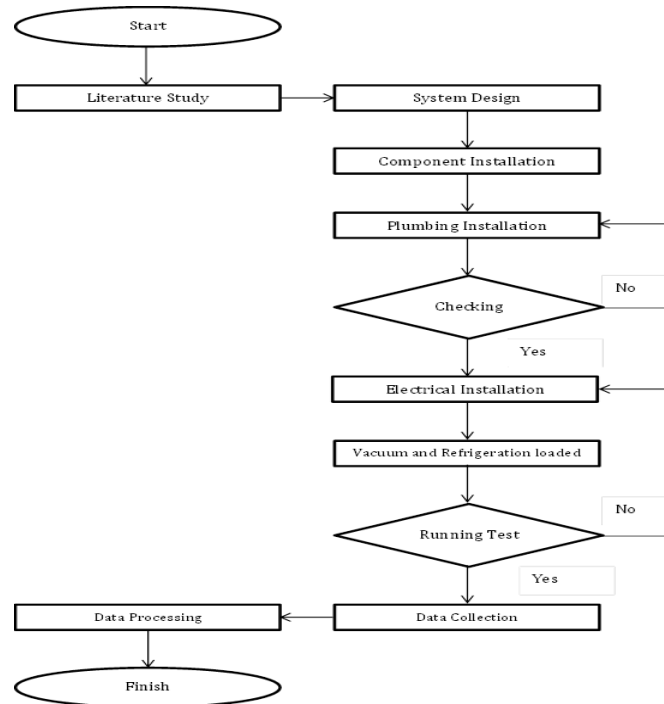 Start
Literature Study
System Design
Component Installation
Plumbing Installation
Checking
No
Yes
Electrical Installation
Vacuum and Refrigeration loaded
Running Test
No
Yes
Data Collection
Data Processing
Finish